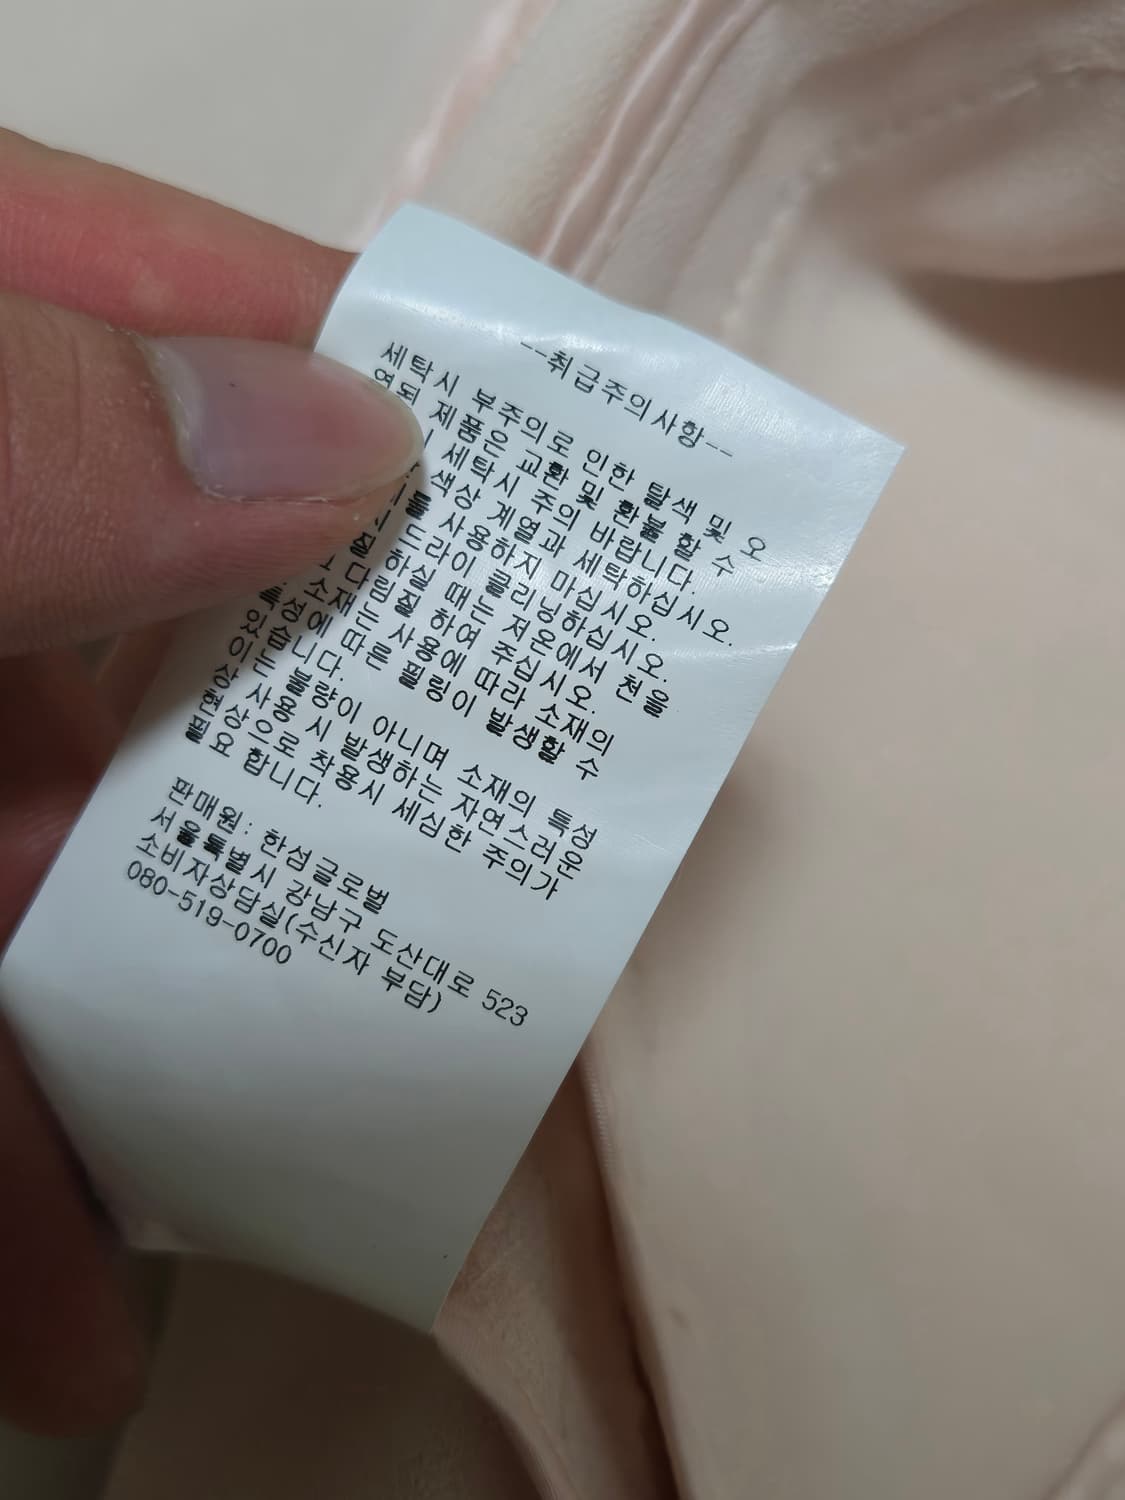 --취급주의사항--
세탁시 부주의로 인한 탈색 및 오
염된 제품은 교환 및 환불 할 수
세탁시 주의 바랍니다.
색상 계열과 세탁하십시오.
를 사용하지 마십시오.
드라이 클리닝하십시오.
하실 때는 저온에서 천을
다림질 하여 주십시오.
소재는 사용에 따라 소재의
특성에 따른 필링이 발생할 수
있습니다.
이는 불량이 아니며 소재의 특성
상 사용 시 발생하는 자연스러운
현상으로 착용시 세심한 주의가
필요 합니다.
판매원: 한섬글로벌
서울특별시 강남구 도산대로 523
소비자상담실(수신자 부담)
080-519-0700